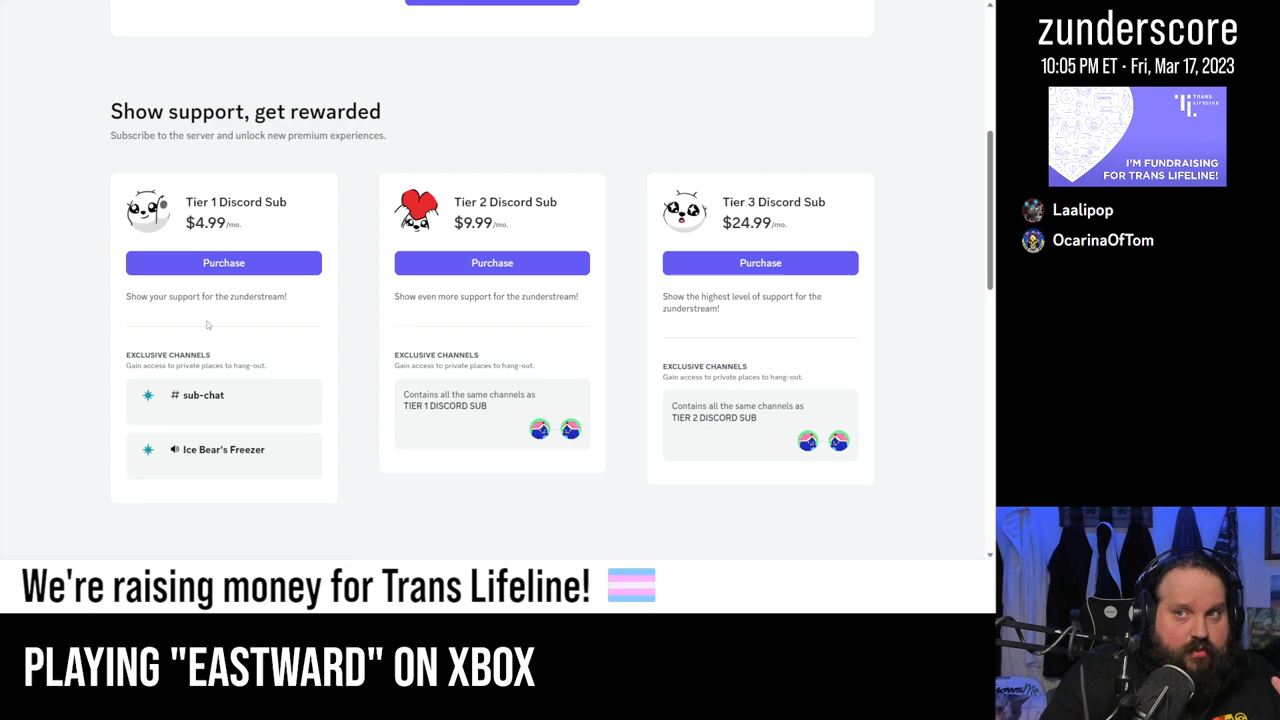 Show support, get rewarded
Subscribe to the server and unlock new premium experiences.
Tier 1 Discord Sub
$4.99/mo.
Purchase
Show your support for the zunderstream!
EXCLUSIVE CHANNELS
Gain access to private places to hang-out.
# sub-chat
Ice Bear's Freezer
Tier 2 Discord Sub
$9.99/mo.
Purchase
Show even more support for the zunderstream!
EXCLUSIVE CHANNELS
Gain access to private places to hang-out.
Contains all the same channels as
TIER 1 DISCORD SUB
Tier 3 Discord Sub
$24.99/mo.
Purchase
Show the highest level of support for the
zunderstream!
EXCLUSIVE CHANNELS
Gain access to private places to hang-out.
Contains all the same channels as
TIER 2 DISCORD SUB
zunderscore
10:05 PM ET • Fri, Mar 17, 2023
TRANS
LIFELINE
I'M FUNDRAISING
FOR TRANS LIFELINE!
Laalipop
OcarinaOfTom
We're raising money for Trans Lifeline!
PLAYING "EASTWARD" ON XBOX